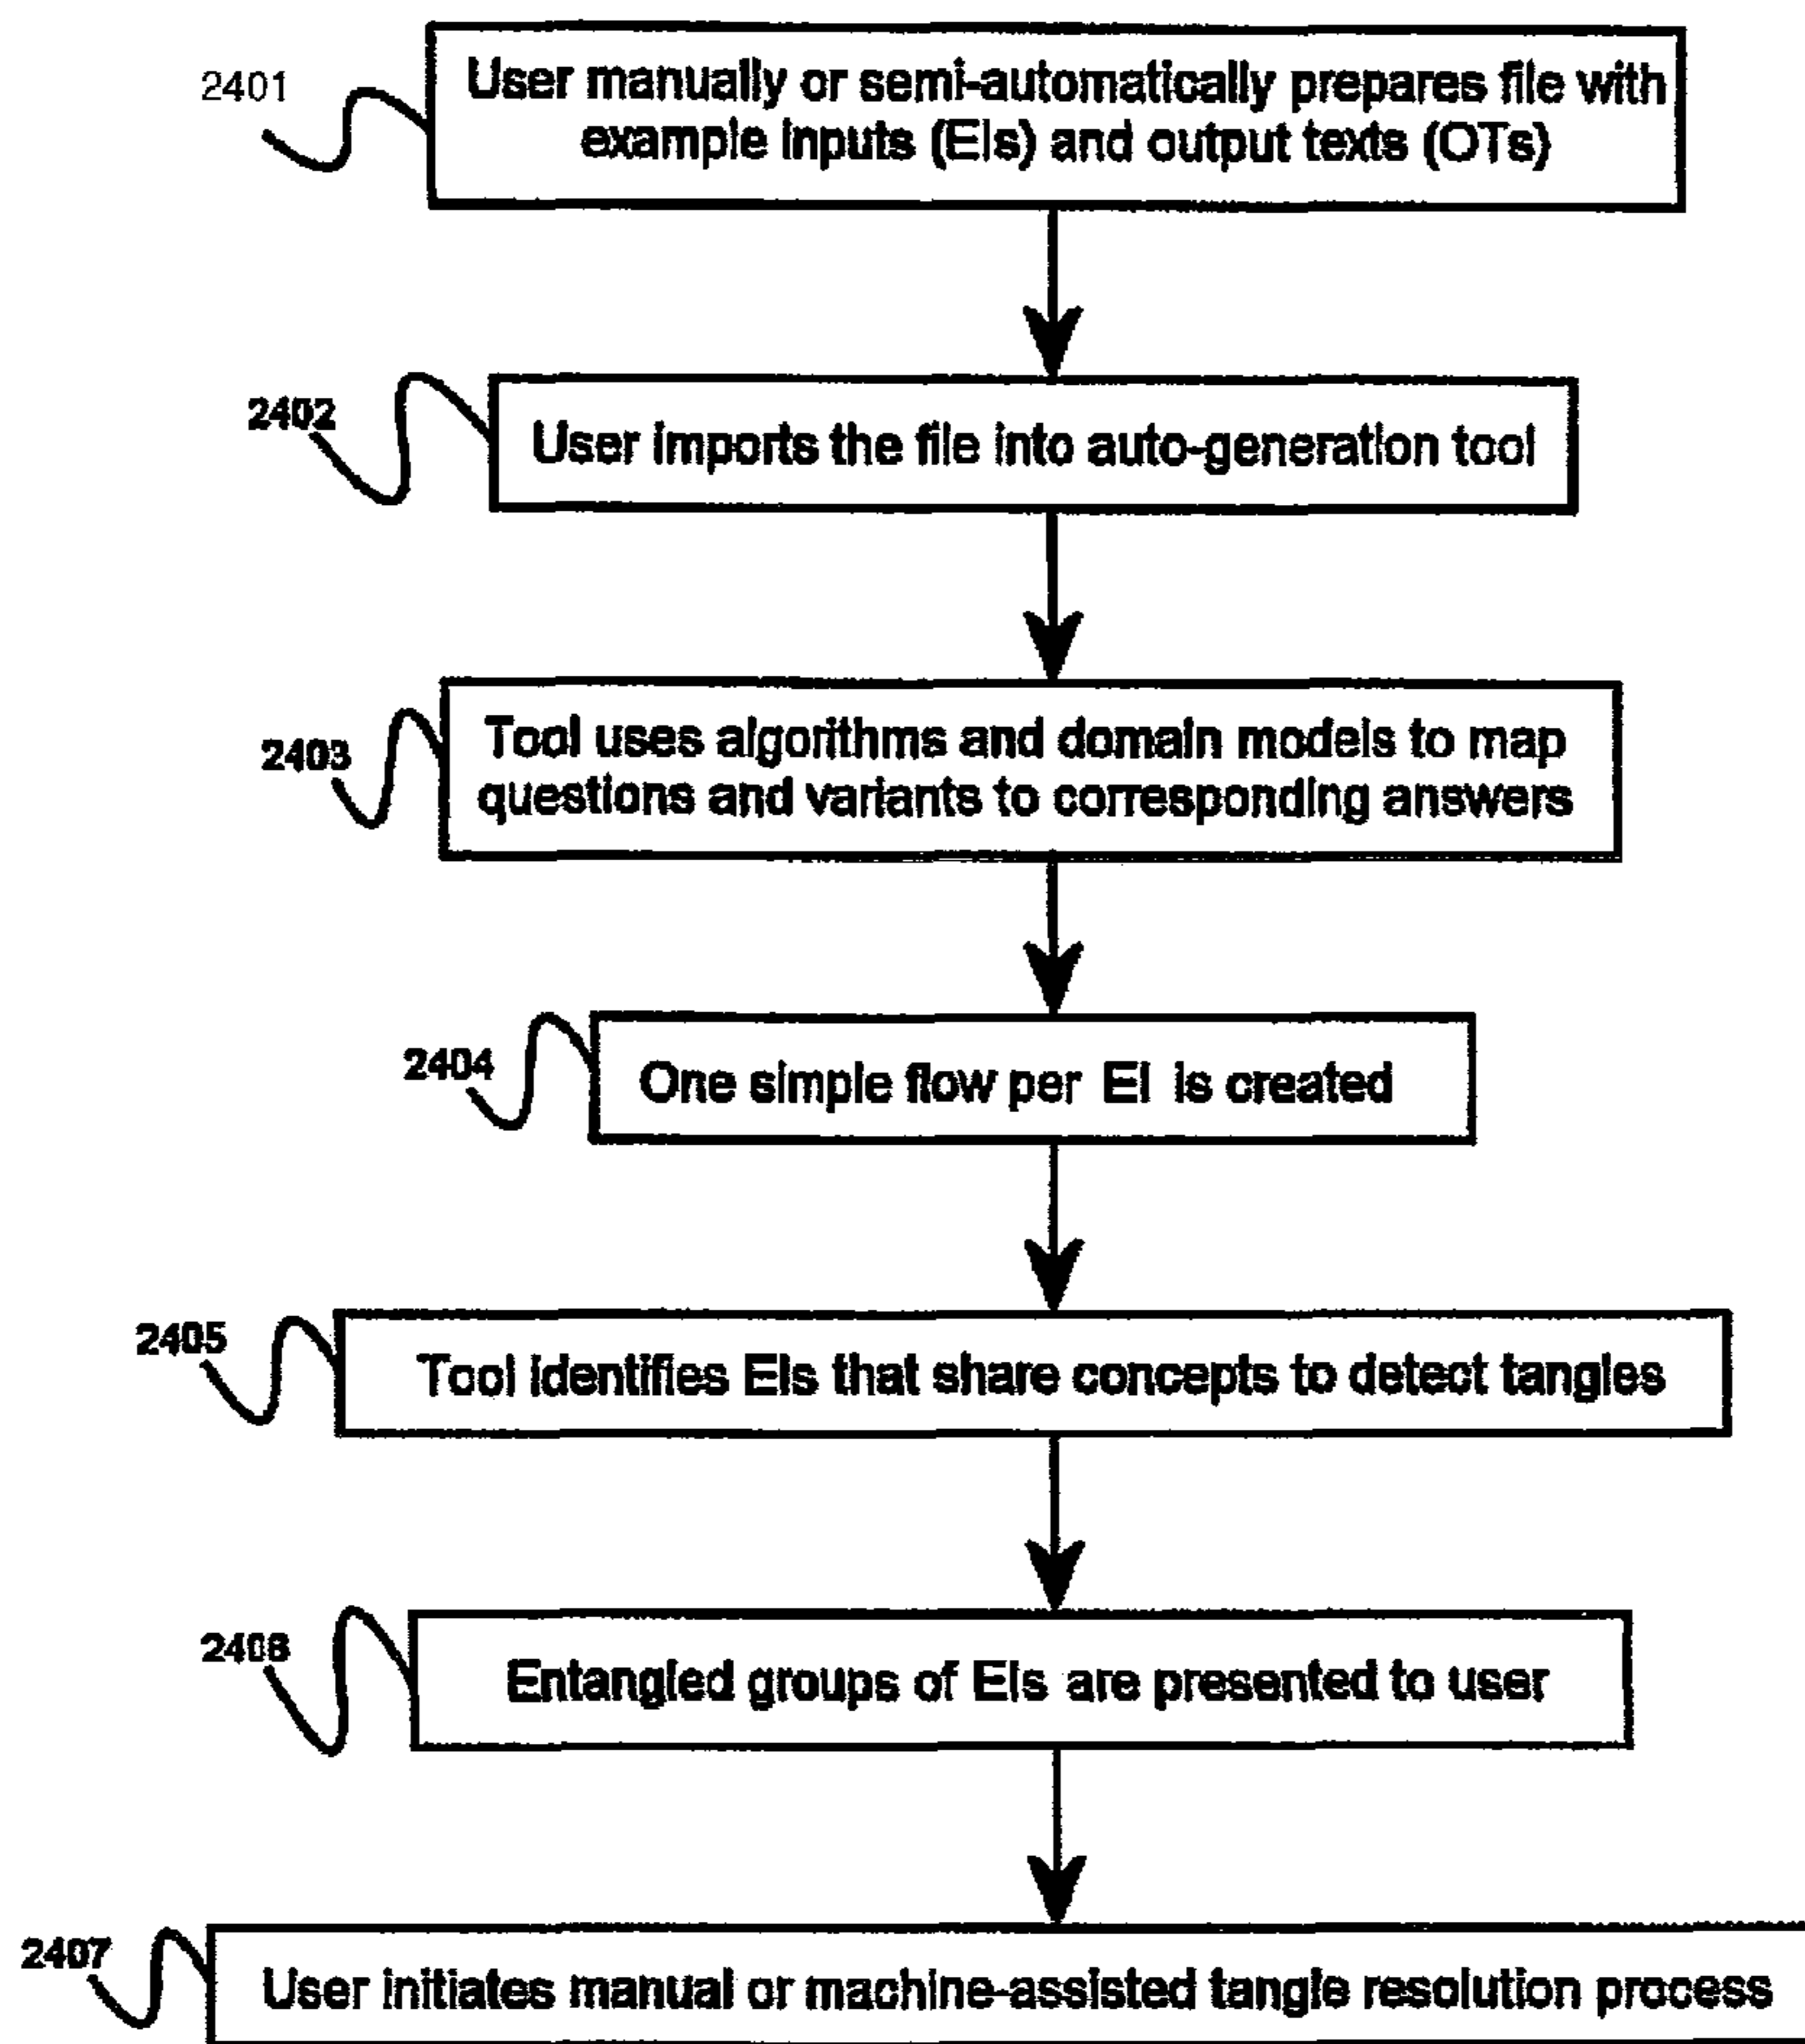 2401
User manually or semi-automatically prepares file with
example inputs (EIs) and output texts (OTs)
2402
User imports the file into auto-generation tool
2403
Tool uses algorithms and domain models to map
questions and variants to corresponding answers
2404
One simple flow per EI is created
2405
Tool identifies EIs that share concepts to detect tangles
2406
Entangled groups of EIs are presented to user
2407
User initiates manual or machine-assisted tangle resolution process